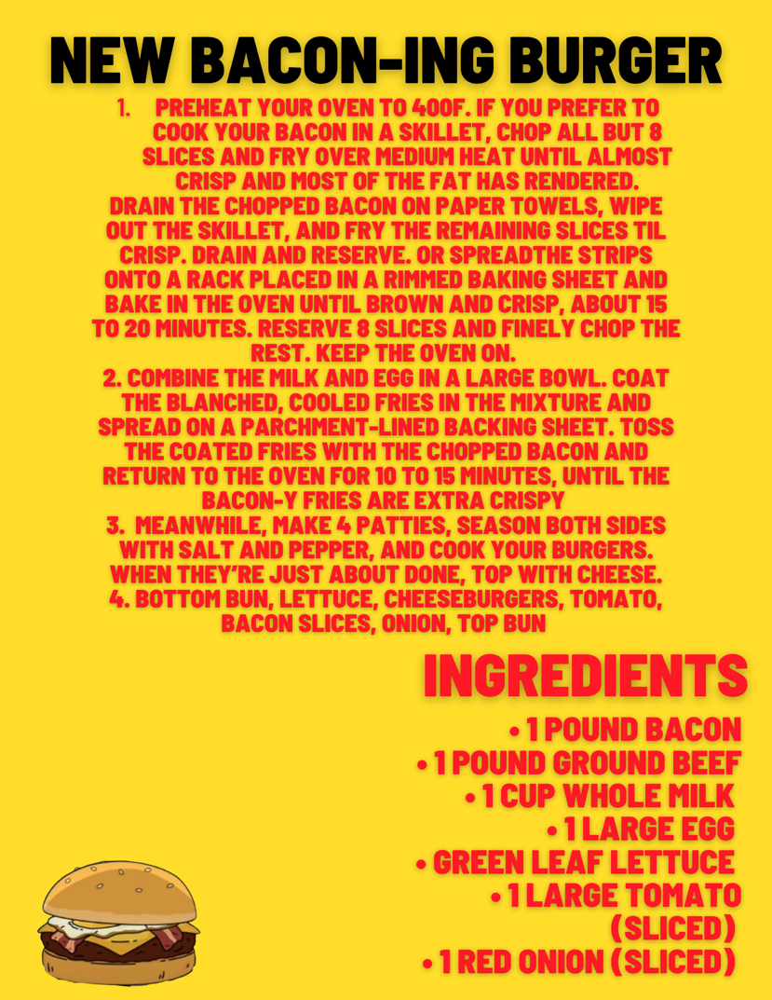 NEW BACON-ING BURGER
1. PREHEAT YOUR OVEN TO 400F. IF YOU PREFER TO
COOK YOUR BACON IN A SKILLET, CHOP ALL BUT 8
SLICES AND FRY OVER MEDIUM HEAT UNTIL ALMOST
CRISP AND MOST OF THE FAT HAS RENDERED.
DRAIN THE CHOPPED BACON ON PAPER TOWELS, WIPE
OUT THE SKILLET, AND FRY THE REMAINING SLICES TIL
CRISP. DRAIN AND RESERVE. OR SPREADTHE STRIPS
ONTO A RACK PLACED IN A RIMMED BAKING SHEET AND
BAKE IN THE OVEN UNTIL BROWN AND CRISP, ABOUT 15
TO 20 MINUTES. RESERVE 8 SLICES AND FINELY CHOP THE
REST. KEEP THE OVEN ON.
2. COMBINE THE MILK AND EGG IN A LARGE BOWL. COAT
THE BLANCHED, COOLED FRIES IN THE MIXTURE AND
SPREAD ON A PARCHMENT-LINED BACKING SHEET. TOSS
THE COATED FRIES WITH THE CHOPPED BACON AND
RETURN TO THE OVEN FOR 10 TO 15 MINUTES, UNTIL THE
BACON-Y FRIES ARE EXTRA CRISPY
3. MEANWHILE, MAKE 4 PATTIES, SEASON BOTH SIDES
WITH SALT AND PEPPER, AND COOK YOUR BURGERS.
WHEN THEY'RE JUST ABOUT DONE, TOP WITH CHEESE.
4. BOTTOM BUN, LETTUCE, CHEESEBURGERS, TOMATO,
BACON SLICES, ONION, TOP BUN
INGREDIENTS
• 1 POUND BACON
• 1 POUND GROUND BEEF
• 1 CUP WHOLE MILK
• 1 LARGE EGG
• GREEN LEAF LETTUCE
• 1 LARGE TOMATO
(SLICED)
• 1 RED ONION (SLICED)